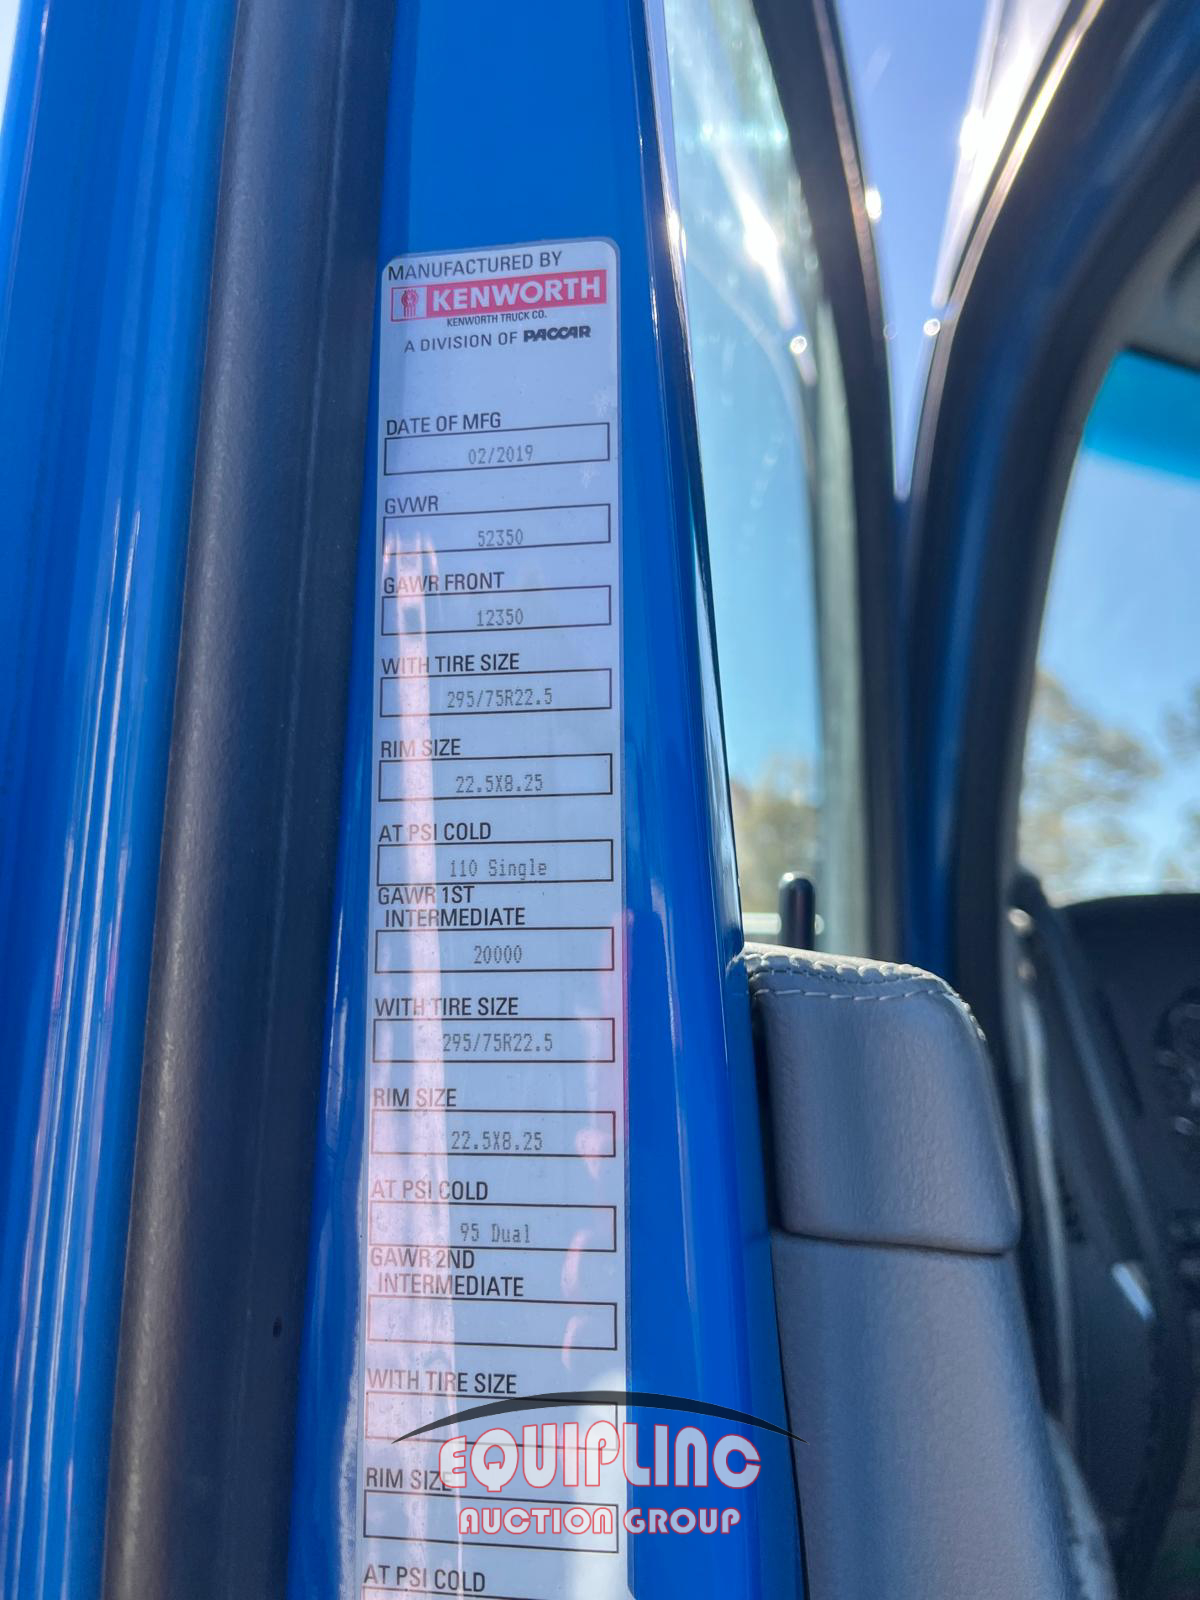 MANUFACTURED BY
KENWORTH
KENWORTH TRUCK CO.
A DIVISION OF PACCAR
DATE OF MFG
02/2019
GVWR
52350
GAWR FRONT
12350
WITH TIRE SIZE
295/75R22.5
RIM SIZE
22.5X8.25
AT PSI COLD
110 Single
GAWR 1ST
INTERMEDIATE
20000
WITH TIRE SIZE
295/75R22.5
RIM SIZE
22.5X8.25
AT PSI COLD
95 Dual
GAWR 2ND
INTERMEDIATE
WITH TIRE SIZE
RIM SIZE
AT PSI COLD
EQUIPLINC
AUCTION GROUP